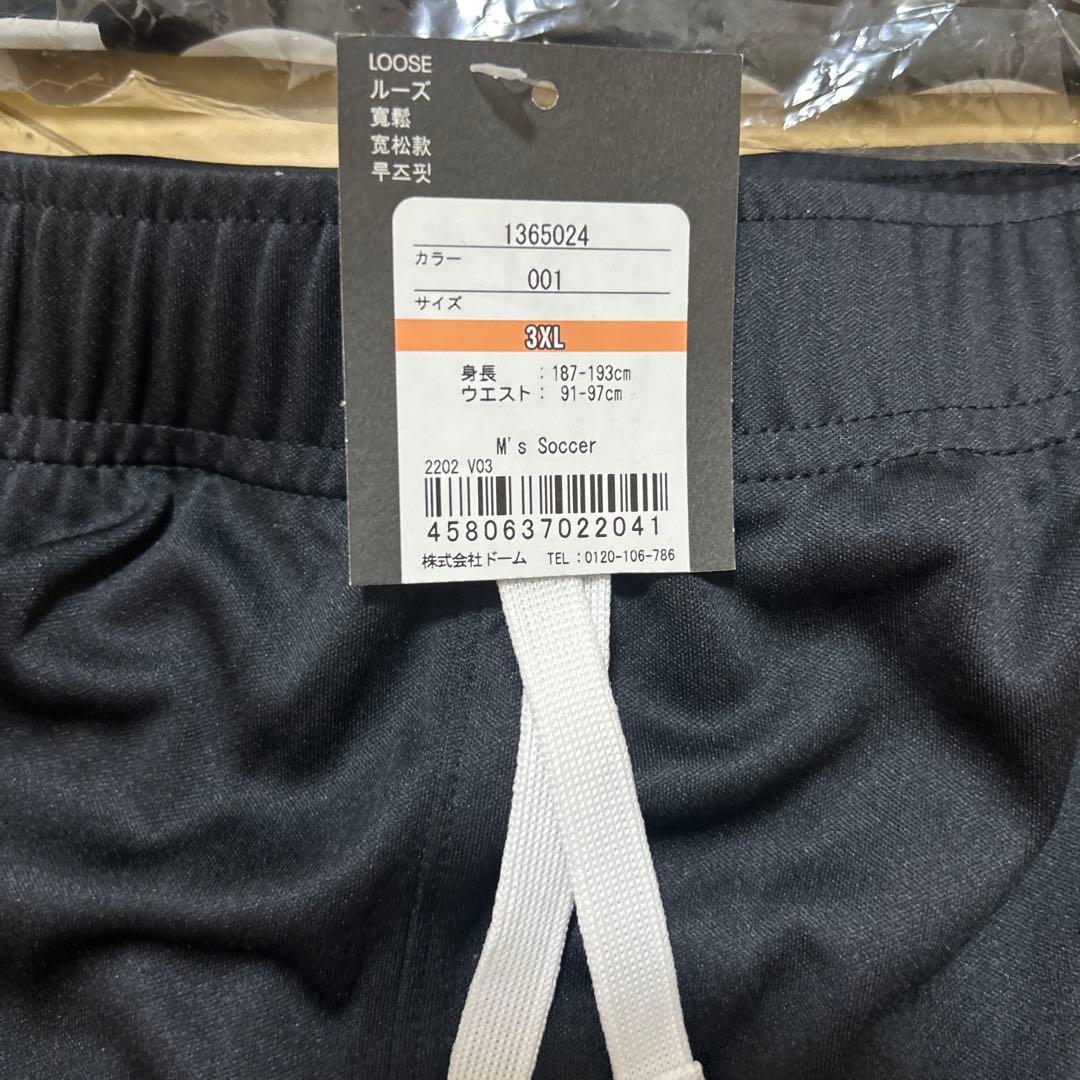 LOOSE
ルーズ
寬鬆
宽松款
루즈핏
1365024
カラー
001
サイズ
3XL
身長 : 187-193cm
ウエスト : 91-97cm
M's Soccer
2202 V03
4580637022041
株式会社ドーム TEL:0120-106-786